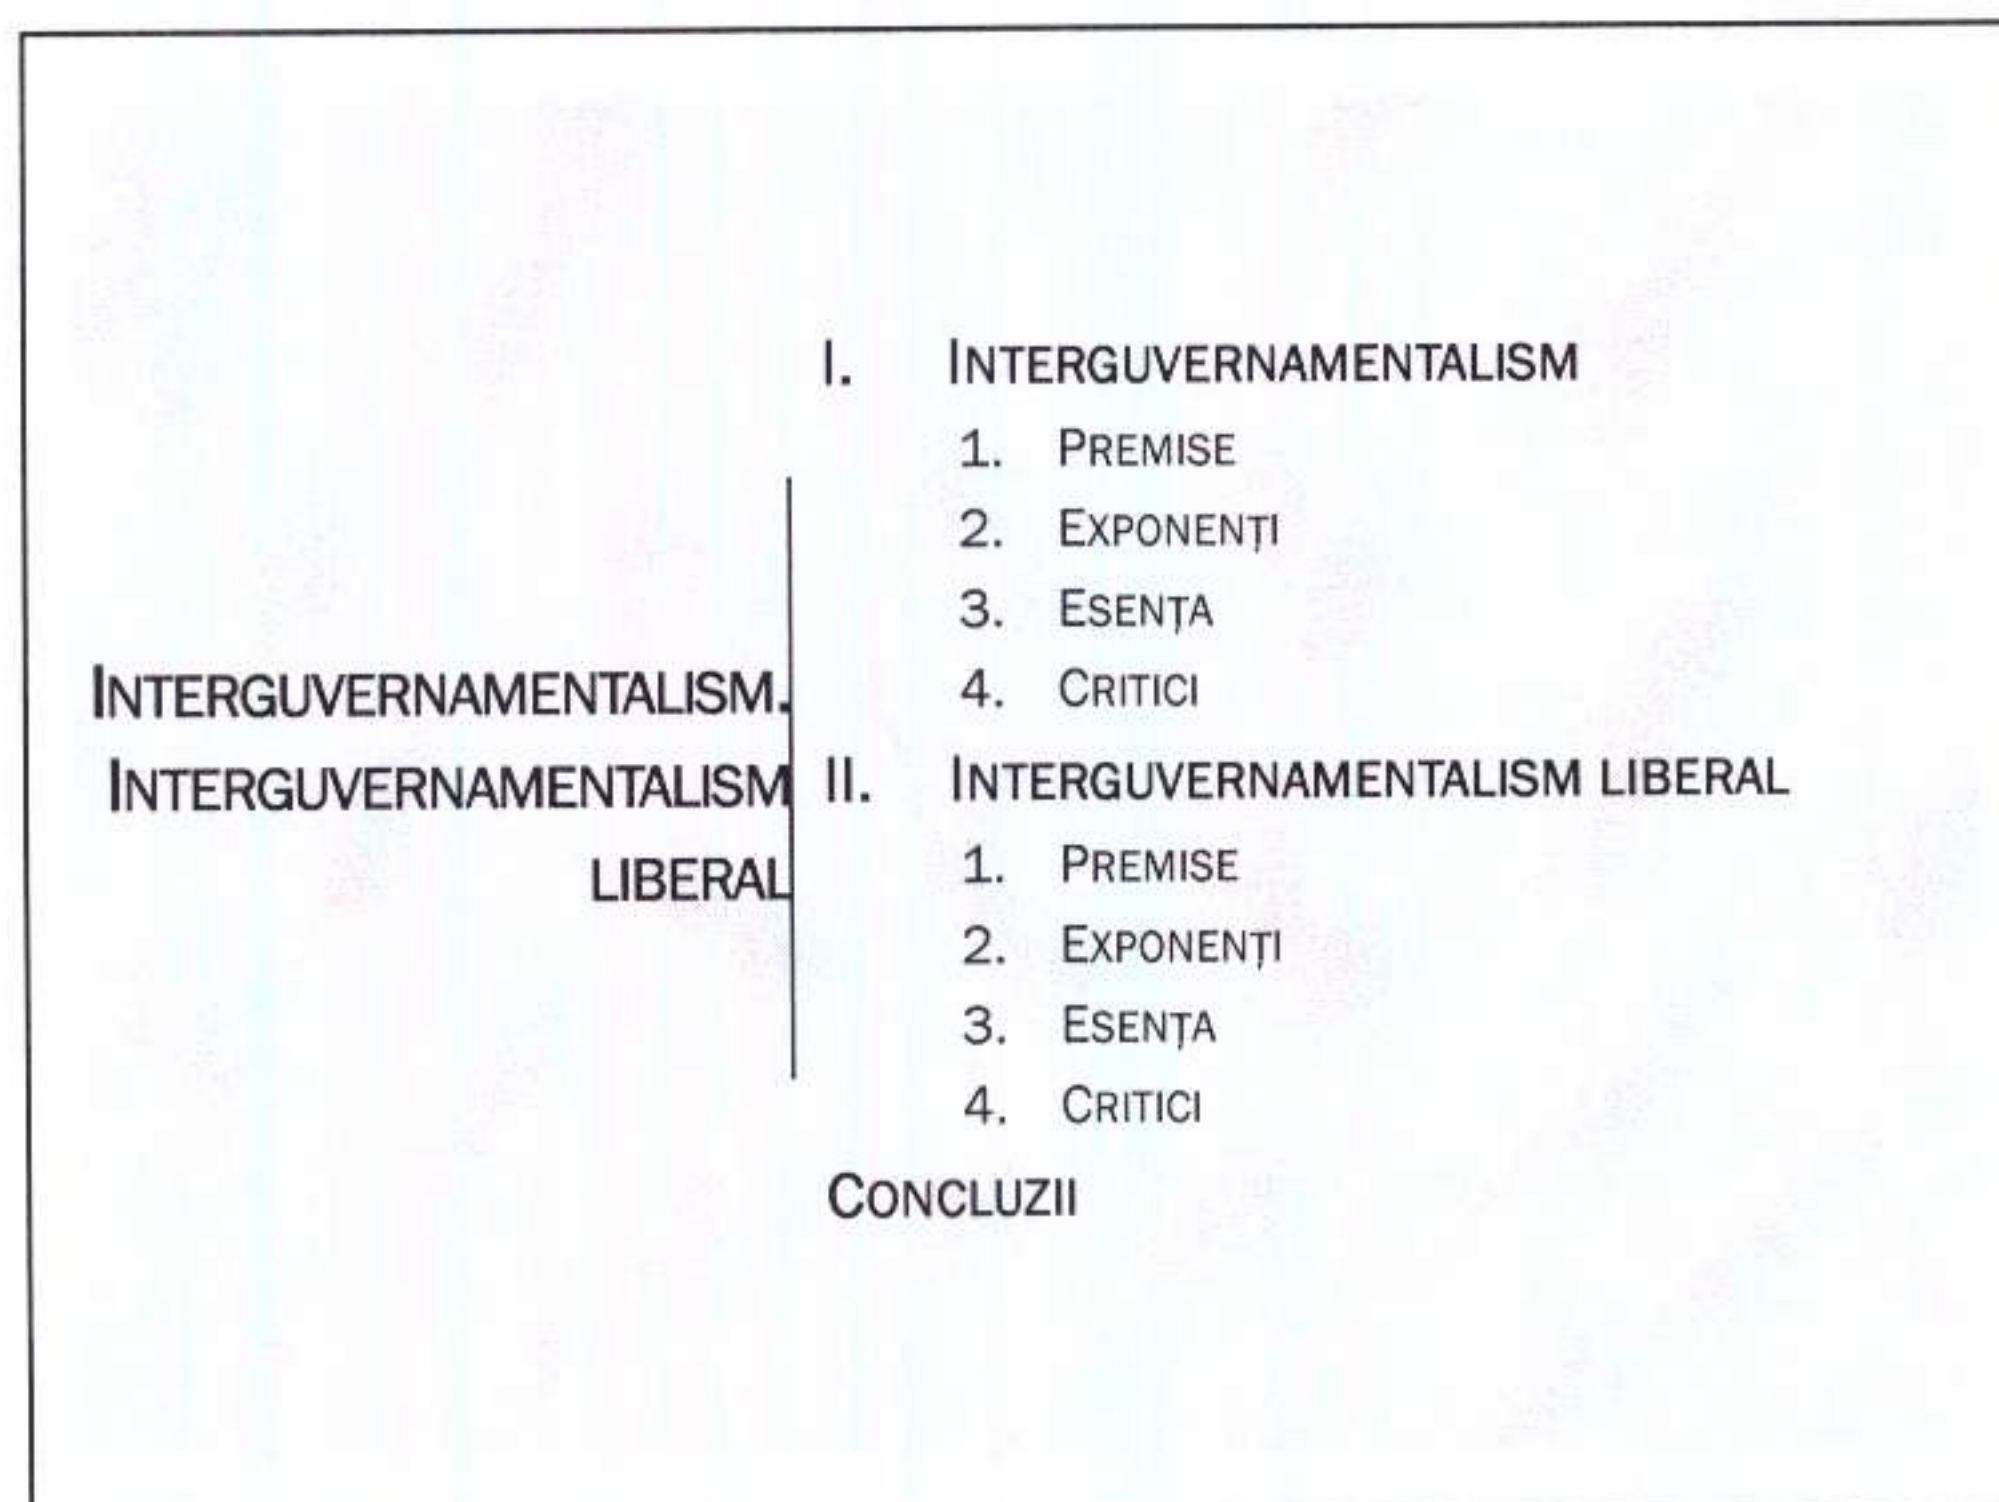 INTERGUVERNAMENTALISM.
INTERGUVERNAMENTALISM
LIBERAL
I. INTERGUVERNAMENTALISM
1. PREMISE
2. EXPONENȚI
3. ESENȚA
4. CRITICI
II. INTERGUVERNAMENTALISM LIBERAL
1. PREMISE
2. EXPONENȚI
3. ESENȚA
4. CRITICI
CONCLUZII